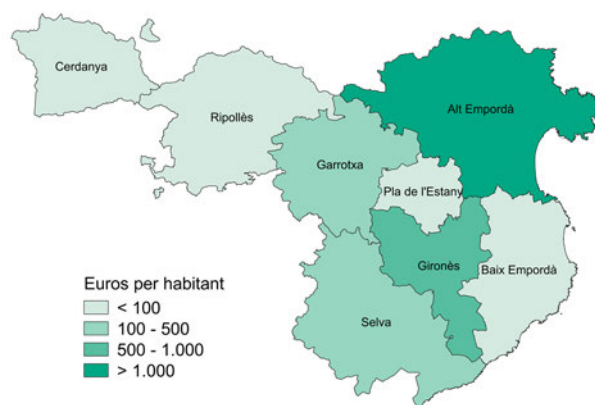 Cerdanya
Ripollès
Alt Empordà
Garrotxa
Pla de l'Estany
Gironès
Baix Empordà
Selva
Euros per habitant
< 100
100 - 500
500 - 1.000
> 1.000